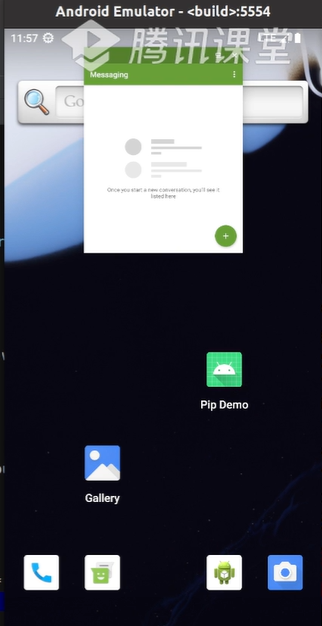 Android Emulator - <build>:5554
11:57
腾讯课堂
Messaging
Go
Once you start a new conversation, you'll see it
listed here
Pip Demo
Gallery